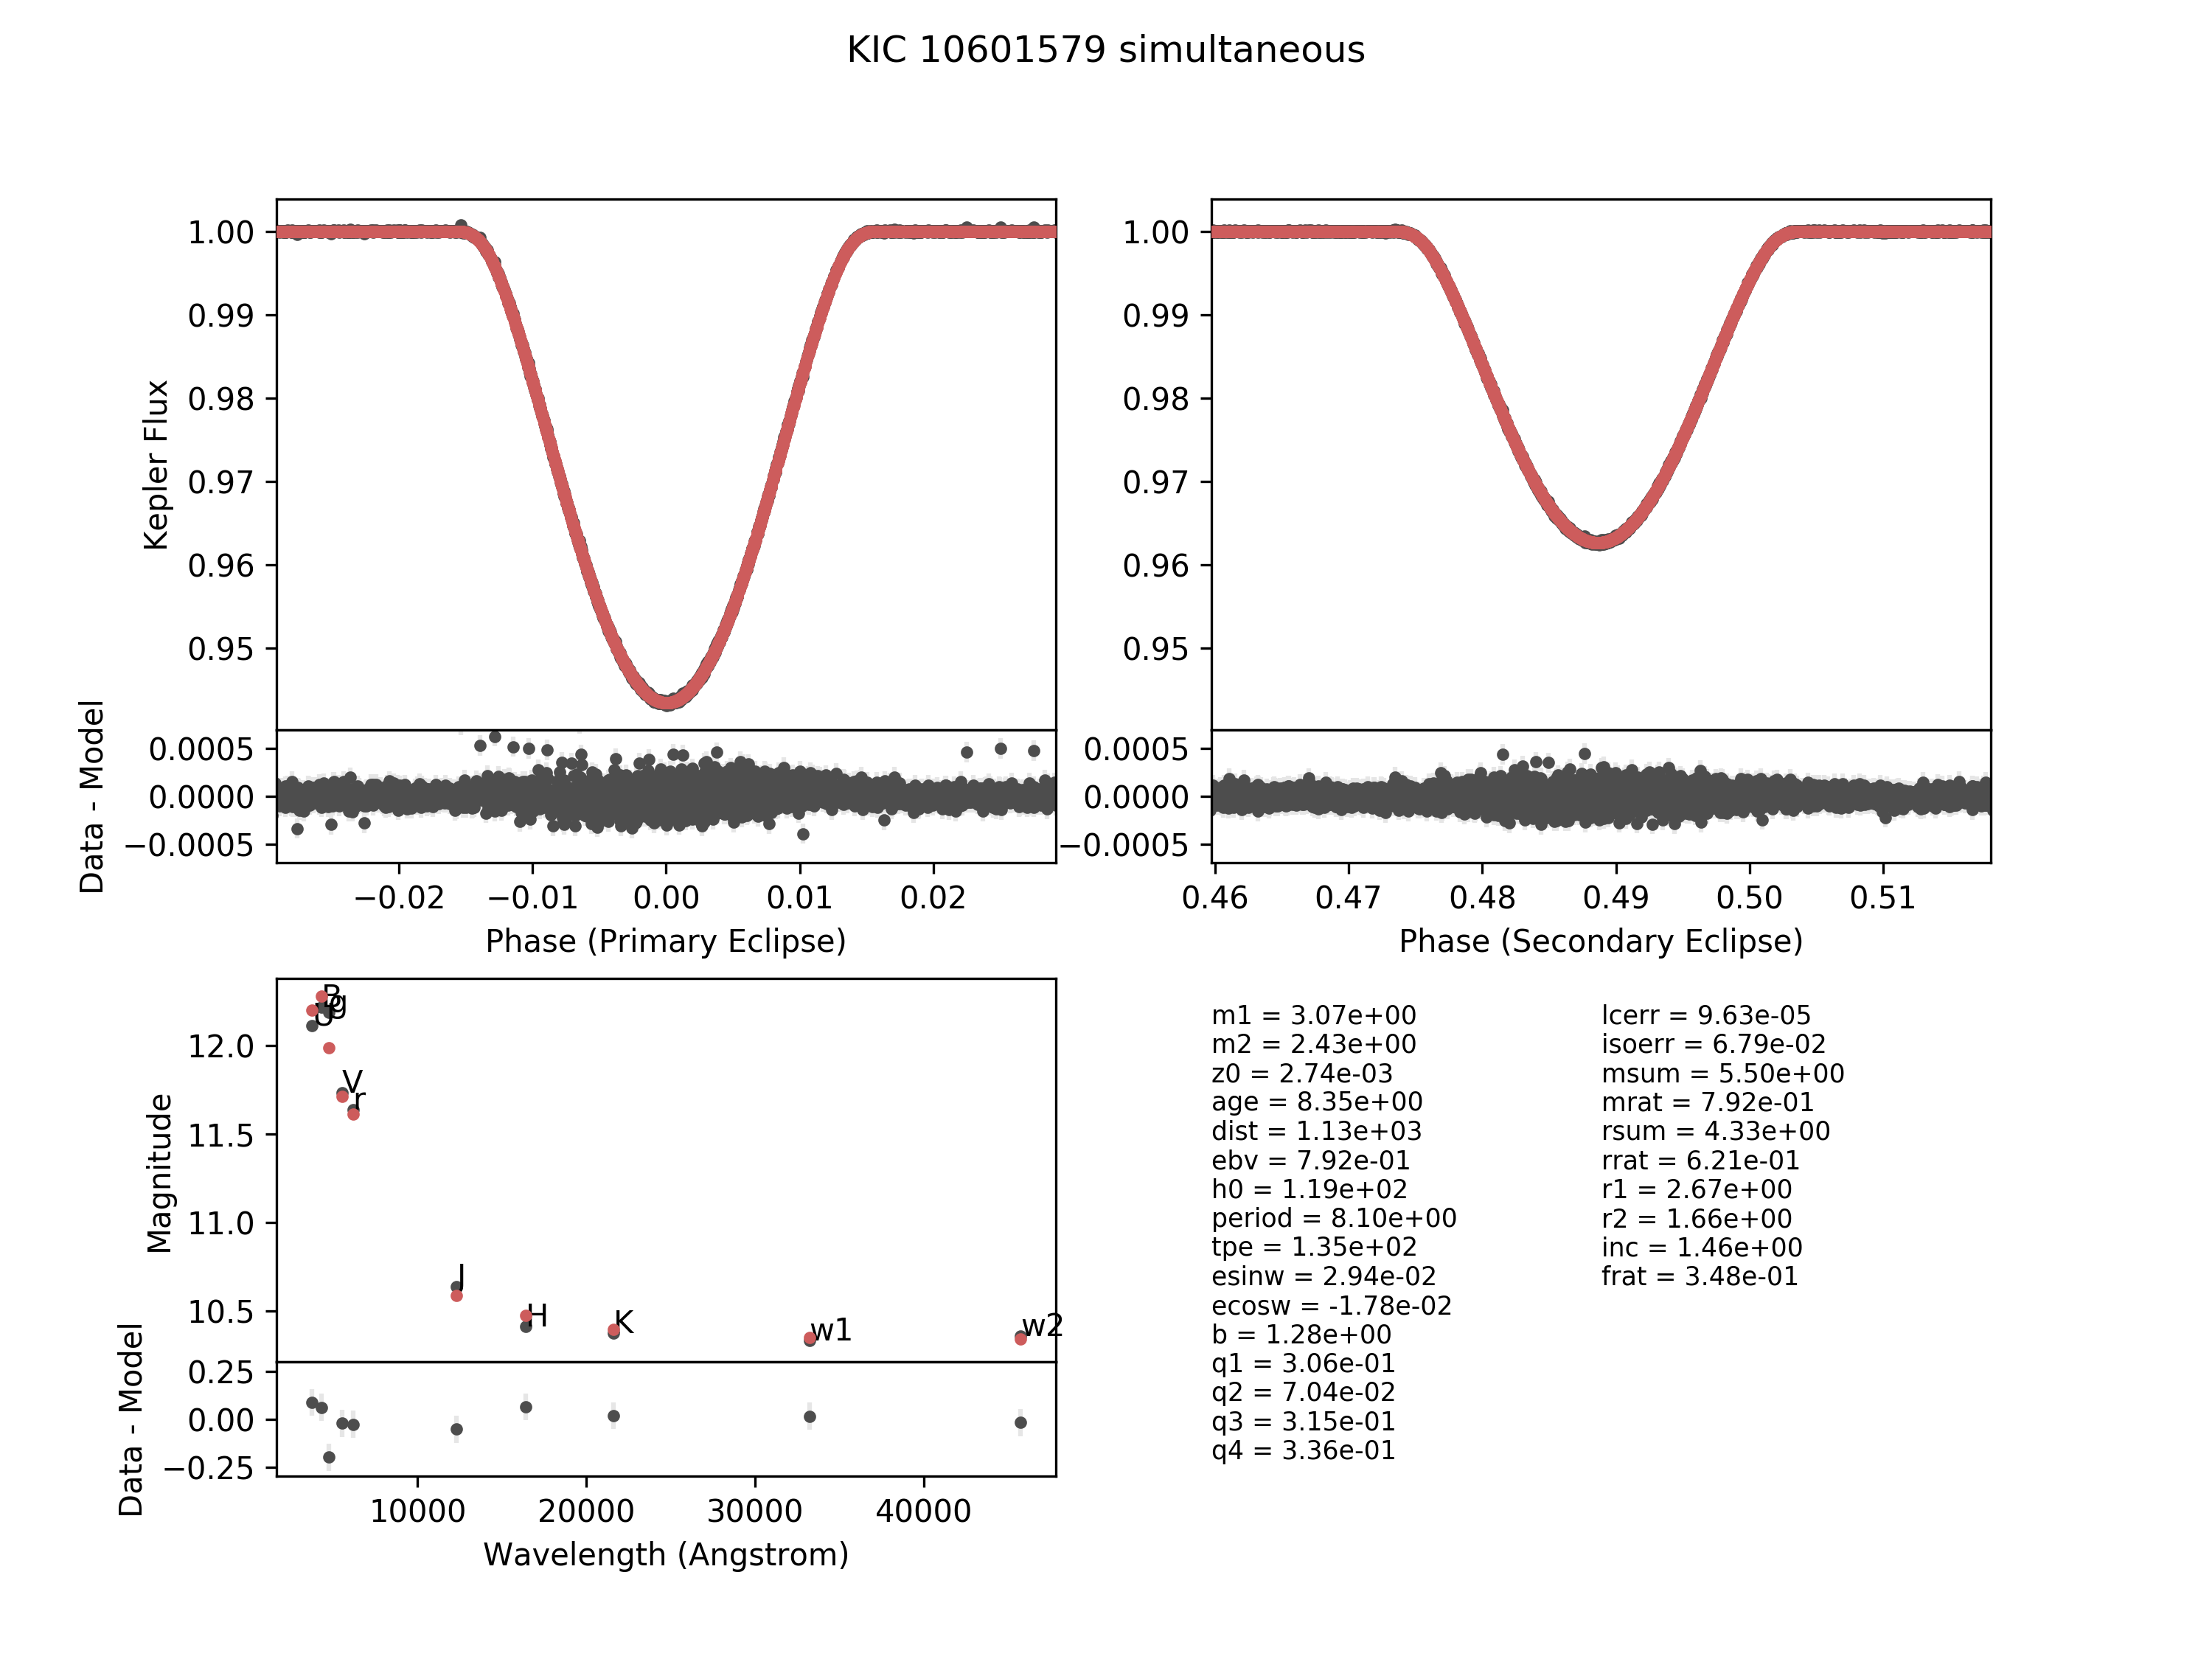 KIC 10601579 simultaneous
1.00
0.99
0.98
0.97
0.96
0.95
Kepler Flux
0.0005
0.0000
−0.0005
Data - Model
−0.02 −0.01 0.00 0.01 0.02
Phase (Primary Eclipse)
1.00
0.99
0.98
0.97
0.96
0.95
0.0005
0.0000
−0.0005
0.46 0.47 0.48 0.49 0.50 0.51
Phase (Secondary Eclipse)
12.0
11.5
11.0
10.5
Magnitude
U
B
g
V
r
J
H
K
w1
w2
0.25
0.00
−0.25
Data - Model
10000 20000 30000 40000
Wavelength (Angstrom)
m1 = 3.07e+00
m2 = 2.43e+00
z0 = 2.74e-03
age = 8.35e+00
dist = 1.13e+03
ebv = 7.92e-01
h0 = 1.19e+02
period = 8.10e+00
tpe = 1.35e+02
esinw = 2.94e-02
ecosw = -1.78e-02
b = 1.28e+00
q1 = 3.06e-01
q2 = 7.04e-02
q3 = 3.15e-01
q4 = 3.36e-01
lcerr = 9.63e-05
isoerr = 6.79e-02
msum = 5.50e+00
mrat = 7.92e-01
rsum = 4.33e+00
rrat = 6.21e-01
r1 = 2.67e+00
r2 = 1.66e+00
inc = 1.46e+00
frat = 3.48e-01